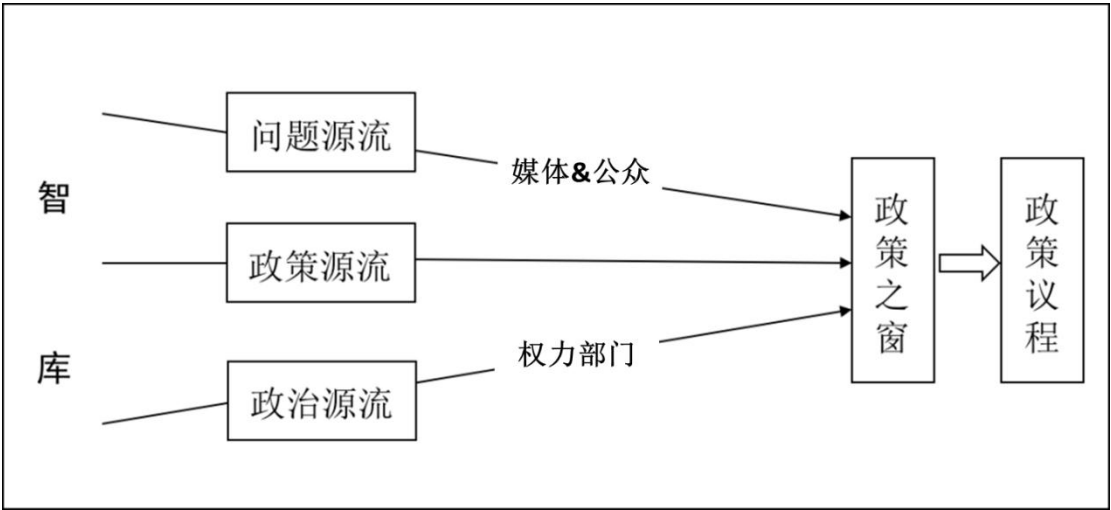 智库
问题源流
政策源流
政治源流
媒体&公众
权力部门
政策之窗
政策议程